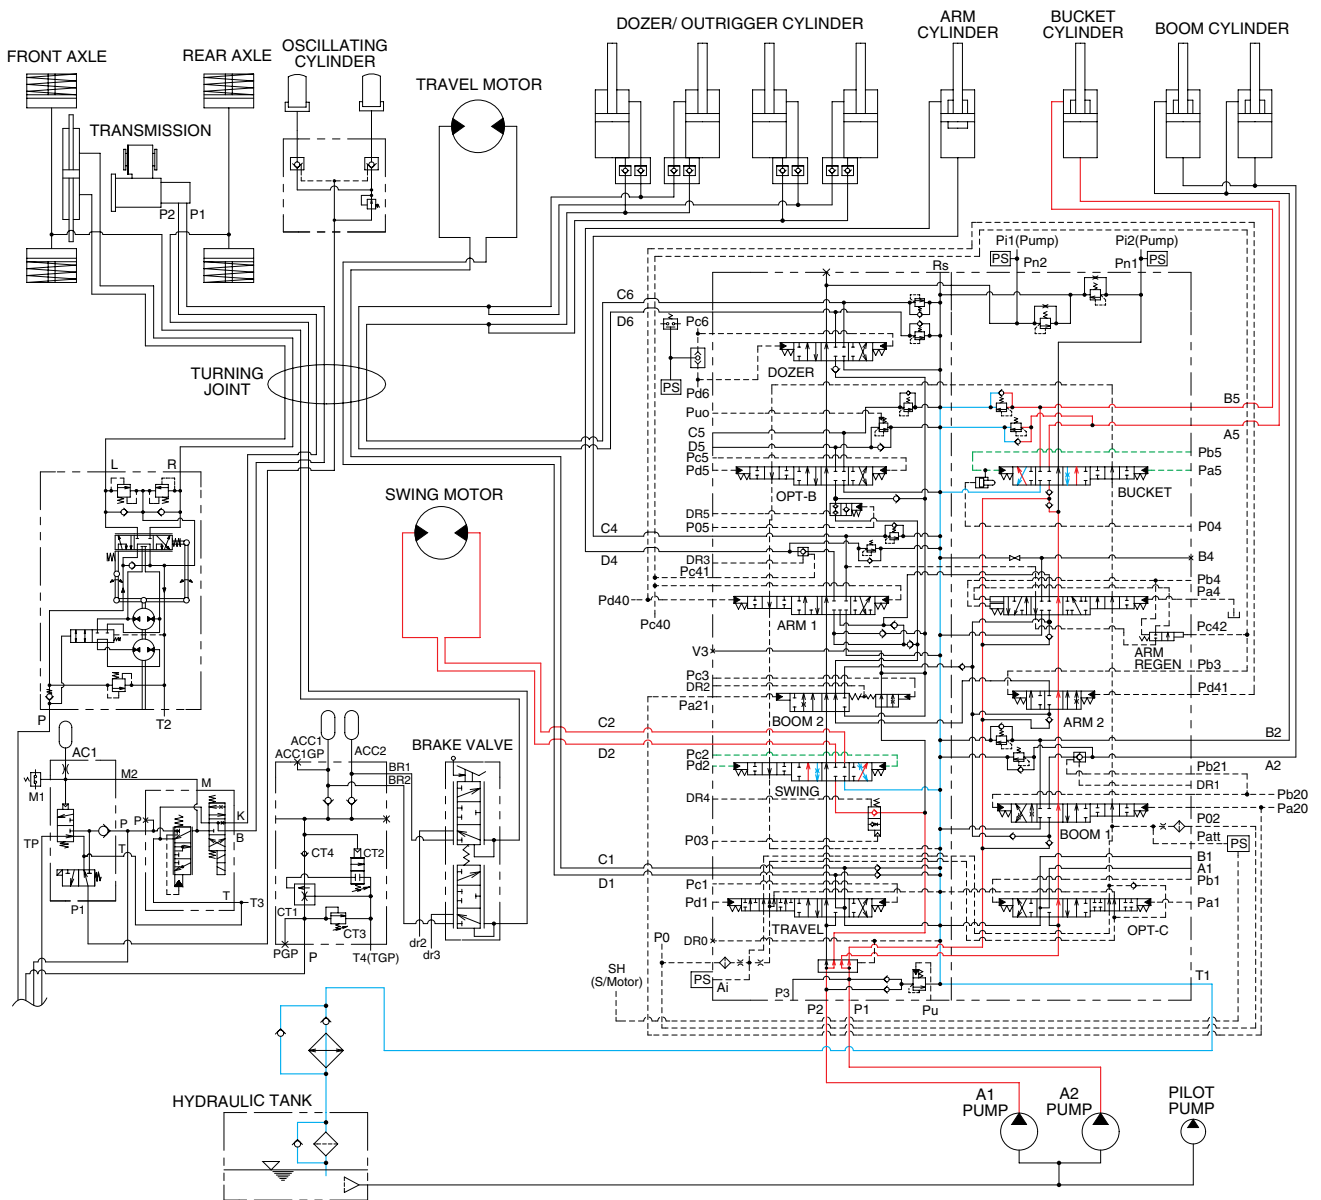 FRONT AXLE
REAR AXLE
OSCILLATING
CYLINDER
TRAVEL MOTOR
DOZER/ OUTRIGGER CYLINDER
ARM
CYLINDER
BUCKET
CYLINDER
BOOM CYLINDER
TRANSMISSION
P2
P1
TURNING
JOINT
Pi1(Pump)
PS
Pn2
Pi2(Pump)
Pn1
PS
Rs
C6
D6
Pc6
PS
Pd6
DOZER
Puo
C5
D5
Pc5
Pd5
OPT-B
B5
A5
Pb5
Pa5
BUCKET
L
R
SWING MOTOR
DR5
P05
C4
D4
DR3
Pc41
Pd40
Pc40
ARM 1
P04
B4
Pb4
Pa4
Pc42
ARM
REGEN
V3
Pc3
DR2
Pa21
BOOM 2
Pb3
Pd41
ARM 2
P
T2
AC1
M2
M
M1
K
B
P
P
TP
T
T
T3
P1
ACC1
ACC1GP
ACC2
BR1
BR2
BRAKE VALVE
CT4
CT2
CT1
CT3
PGP
P
T4(TGP)
dr2
dr3
C2
D2
Pc2
Pd2
SWING
DR4
P03
B2
A2
Pb21
DR1
Pb20
Pa20
BOOM 1
P02
Patt
PS
C1
D1
Pc1
Pd1
TRAVEL
B1
A1
Pb1
Pa1
OPT-C
P0
DR0
SH
(S/Motor)
PS
Ai
P3
P2
P1
Pu
T1
HYDRAULIC TANK
A1
PUMP
A2
PUMP
PILOT
PUMP